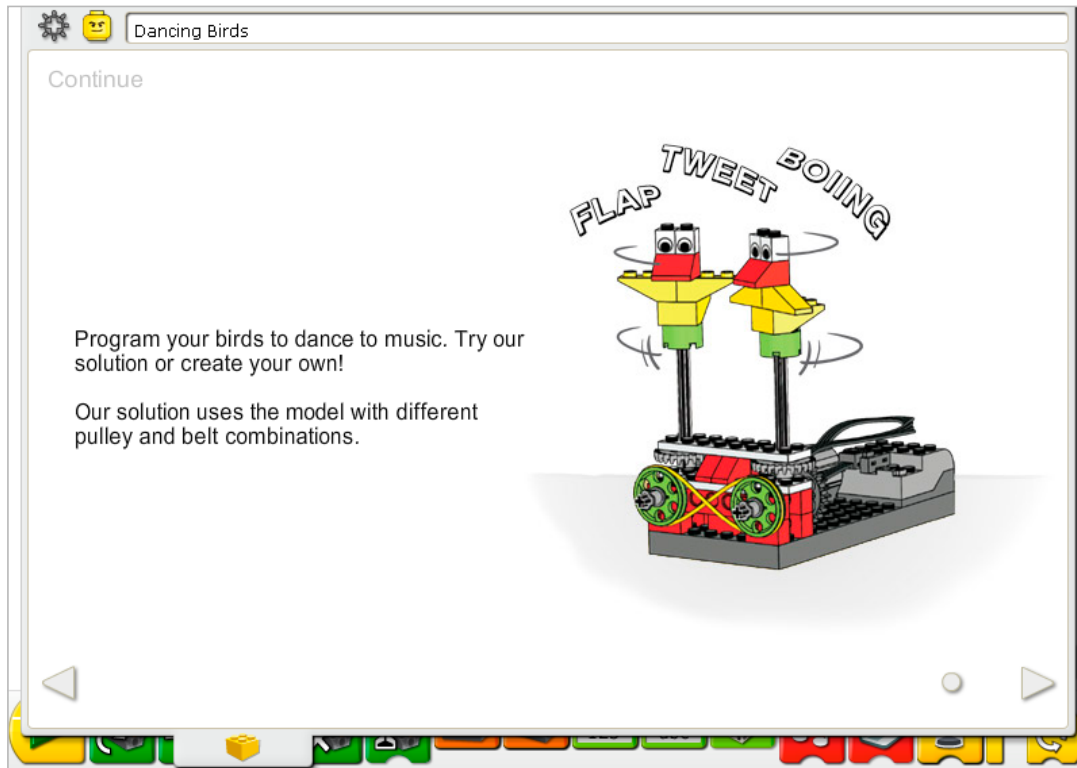 Dancing Birds
Continue
FLAP TWEET BOIING
Program your birds to dance to music. Try our
solution or create your own!
Our solution uses the model with different
pulley and belt combinations.